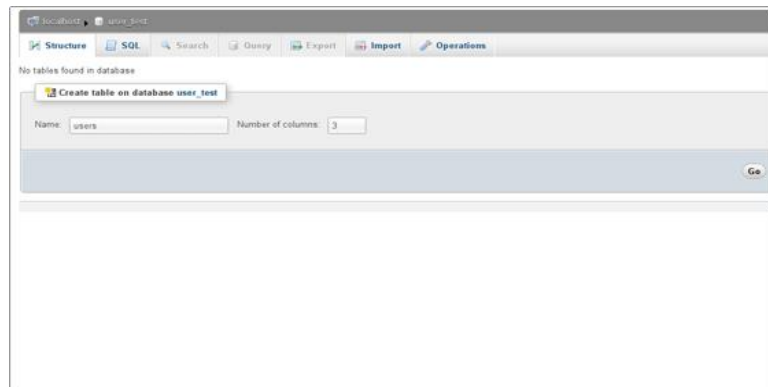 localhost user_test
Structure SQL Search Query Export Import Operations
No tables found in database
Create table on database user_test
Name: users Number of columns: 3
Go